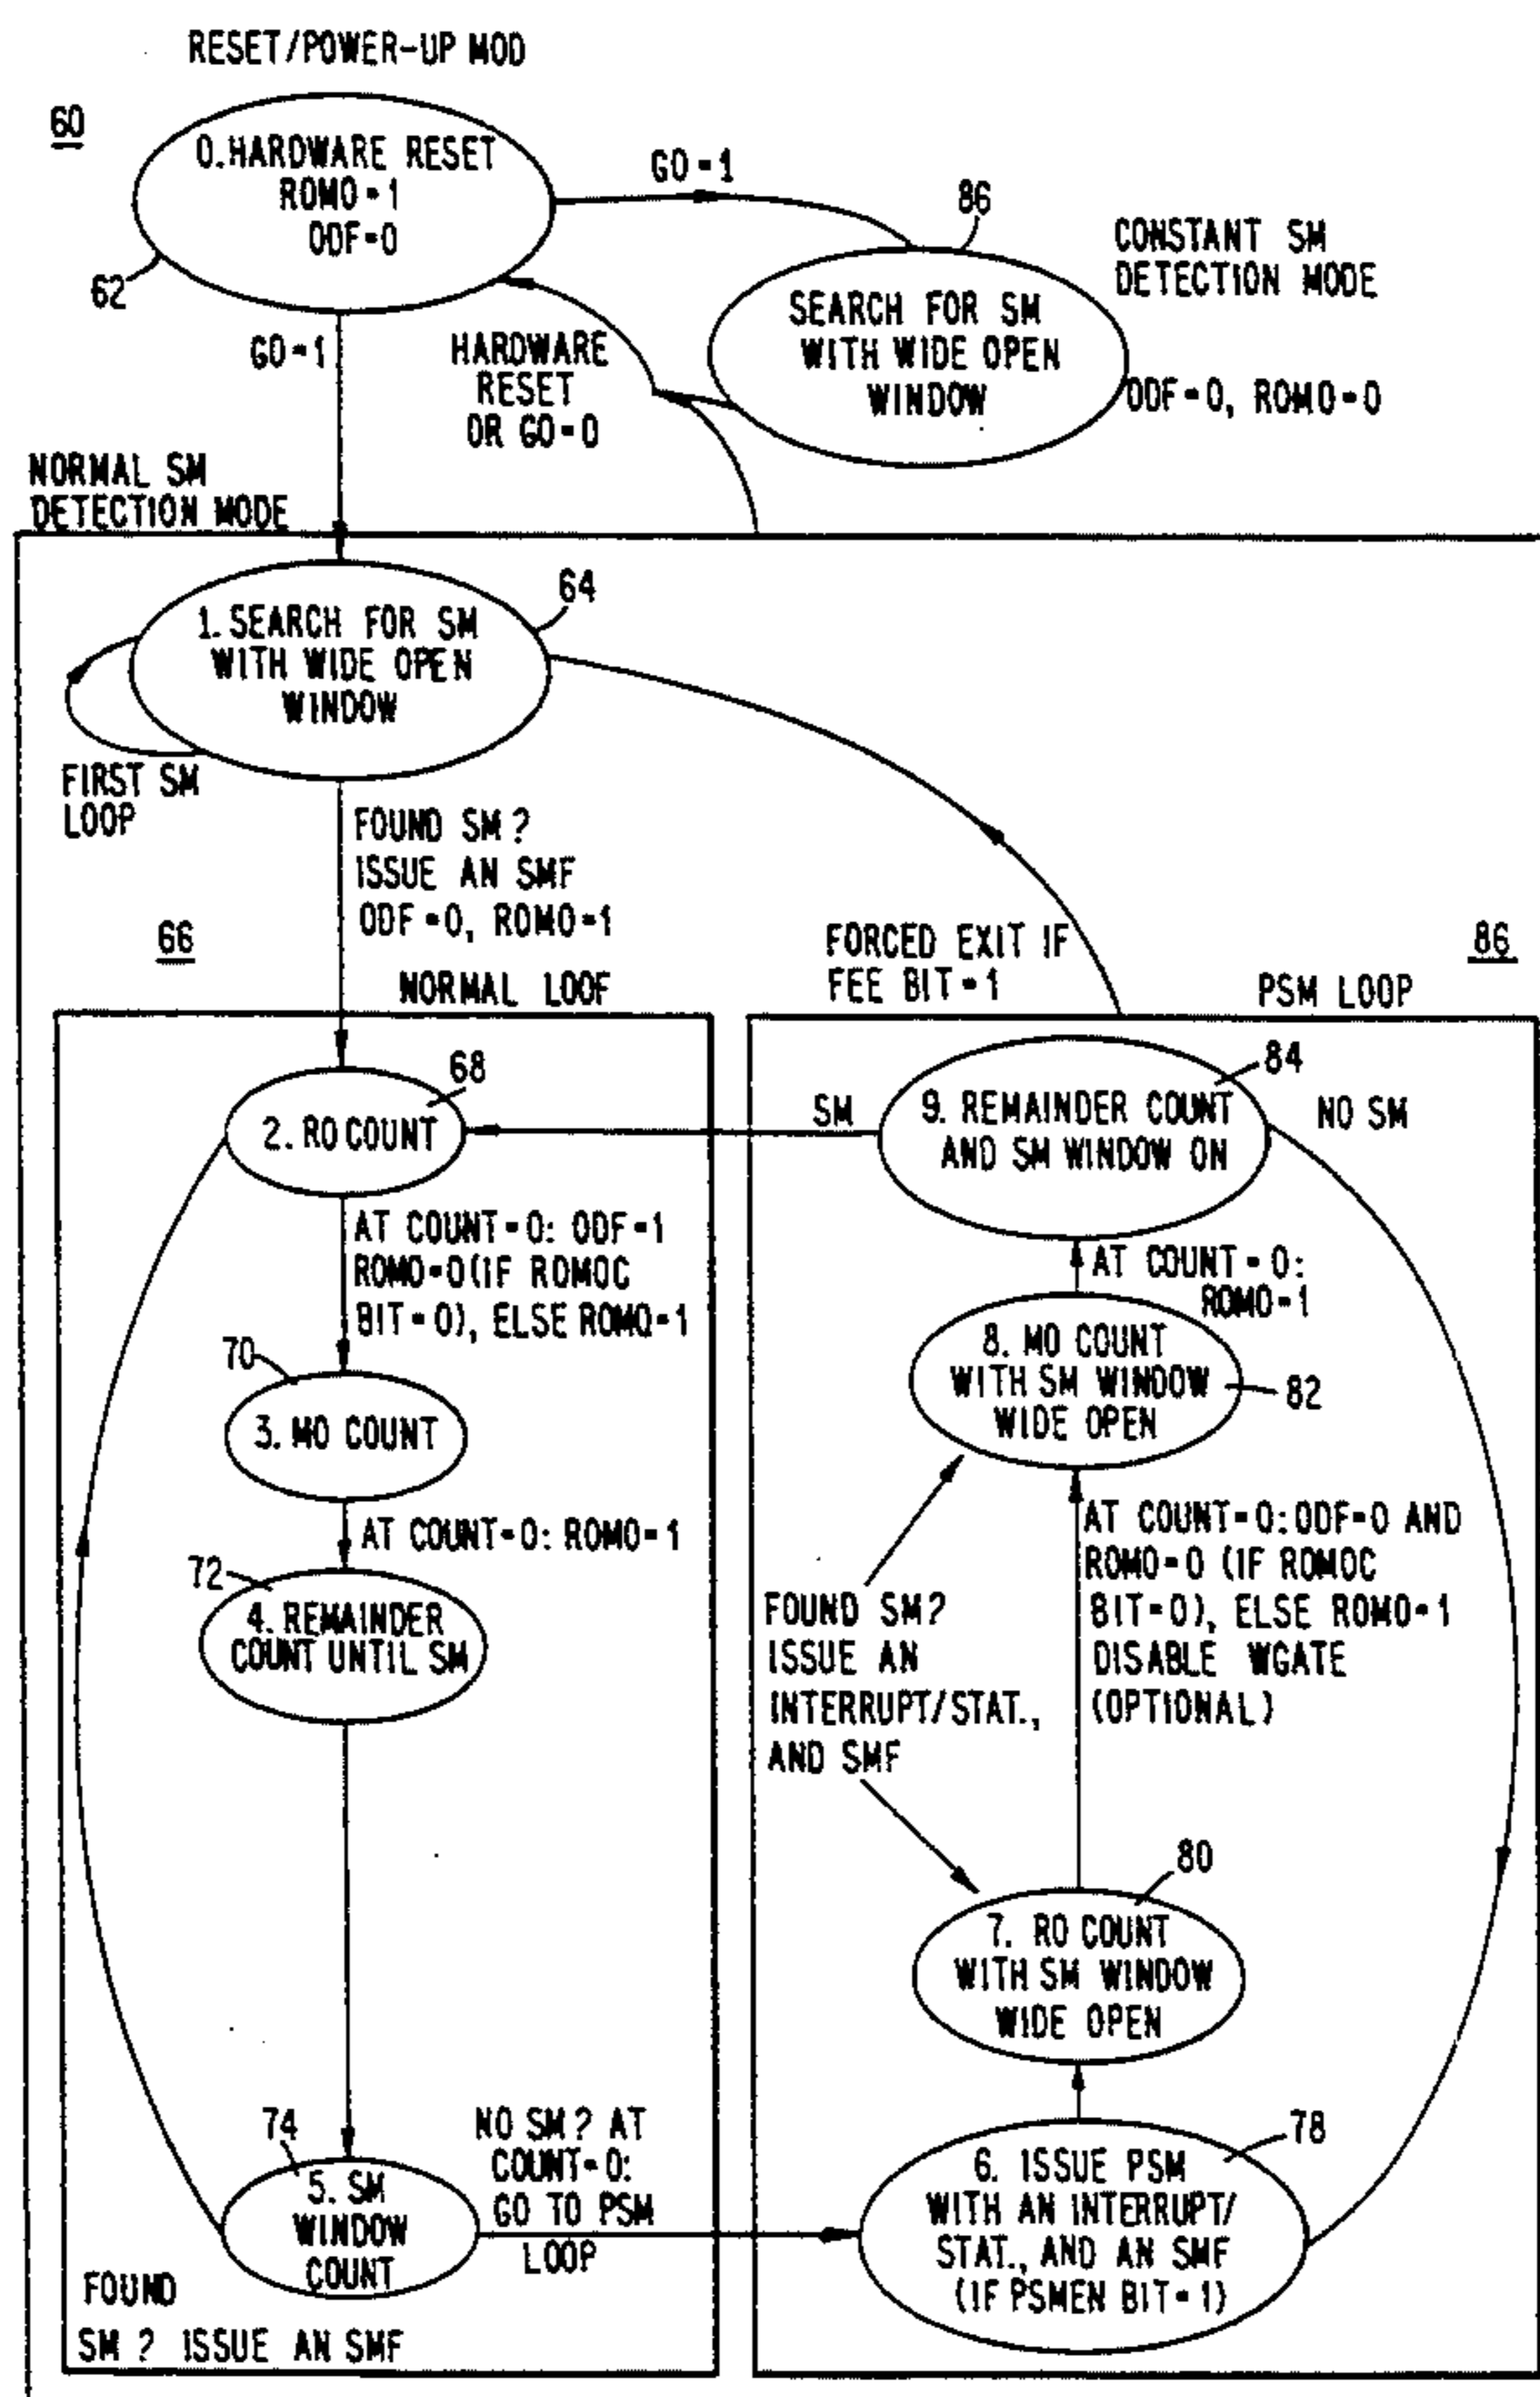 RESET/POWER-UP MOD
60
0. HARDWARE RESET
ROMO=1
ODF=0
62
GO=1
86
CONSTANT SM
DETECTION MODE
SEARCH FOR SM
WITH WIDE OPEN
WINDOW
ODF=0, ROMO=0
GO=1
HARDWARE
RESET
OR GO=0
NORMAL SM
DETECTION MODE
64
1. SEARCH FOR SM
WITH WIDE OPEN
WINDOW
FIRST SM
LOOP
FOUND SM?
ISSUE AN SMF
ODF=0, ROMO=1
66
NORMAL LOOF
FORCED EXIT IF
FEE BIT=1
86
PSM LOOP
68
2. RO COUNT
SM
84
9. REMAINDER COUNT
AND SM WINDOW ON
NO SM
AT COUNT=0: ODF=1
ROMO=0(IF ROMOC
BIT=0), ELSE ROMO=1
70
3. MO COUNT
AT COUNT=0: ROMO=1
72
4. REMAINDER
COUNT UNTIL SM
AT COUNT=0:
ROMO=1
8. MO COUNT
WITH SM WINDOW
WIDE OPEN
82
AT COUNT=0:ODF=0 AND
ROMO=0 (IF ROMOC
BIT=0), ELSE ROMO=1
DISABLE WGATE
(OPTIONAL)
FOUND SM?
ISSUE AN
INTERRUPT/STAT.,
AND SMF
80
7. RO COUNT
WITH SM WINDOW
WIDE OPEN
74
5. SM
WINDOW
COUNT
NO SM? AT
COUNT=0:
GO TO PSM
LOOP
78
6. ISSUE PSM
WITH AN INTERRUPT/
STAT., AND AN SMF
(IF PSMEN BIT=1)
FOUND
SM ? ISSUE AN SMF